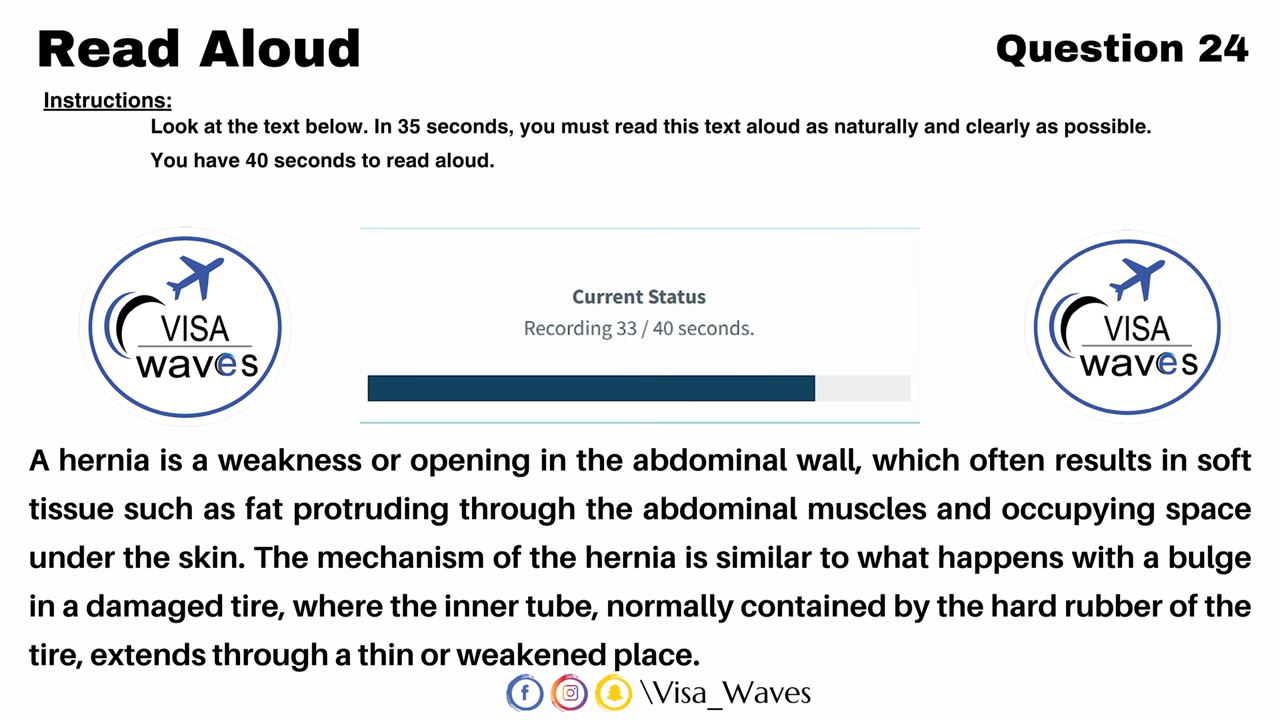 Read Aloud
Question 24
Instructions:
Look at the text below. In 35 seconds, you must read this text aloud as naturally and clearly as possible.
You have 40 seconds to read aloud.
VISA
waves
Current Status
Recording 33 / 40 seconds.
VISA
waves
A hernia is a weakness or opening in the abdominal wall, which often results in soft
tissue such as fat protruding through the abdominal muscles and occupying space
under the skin. The mechanism of the hernia is similar to what happens with a bulge
in a damaged tire, where the inner tube, normally contained by the hard rubber of the
tire, extends through a thin or weakened place.
\Visa_Waves